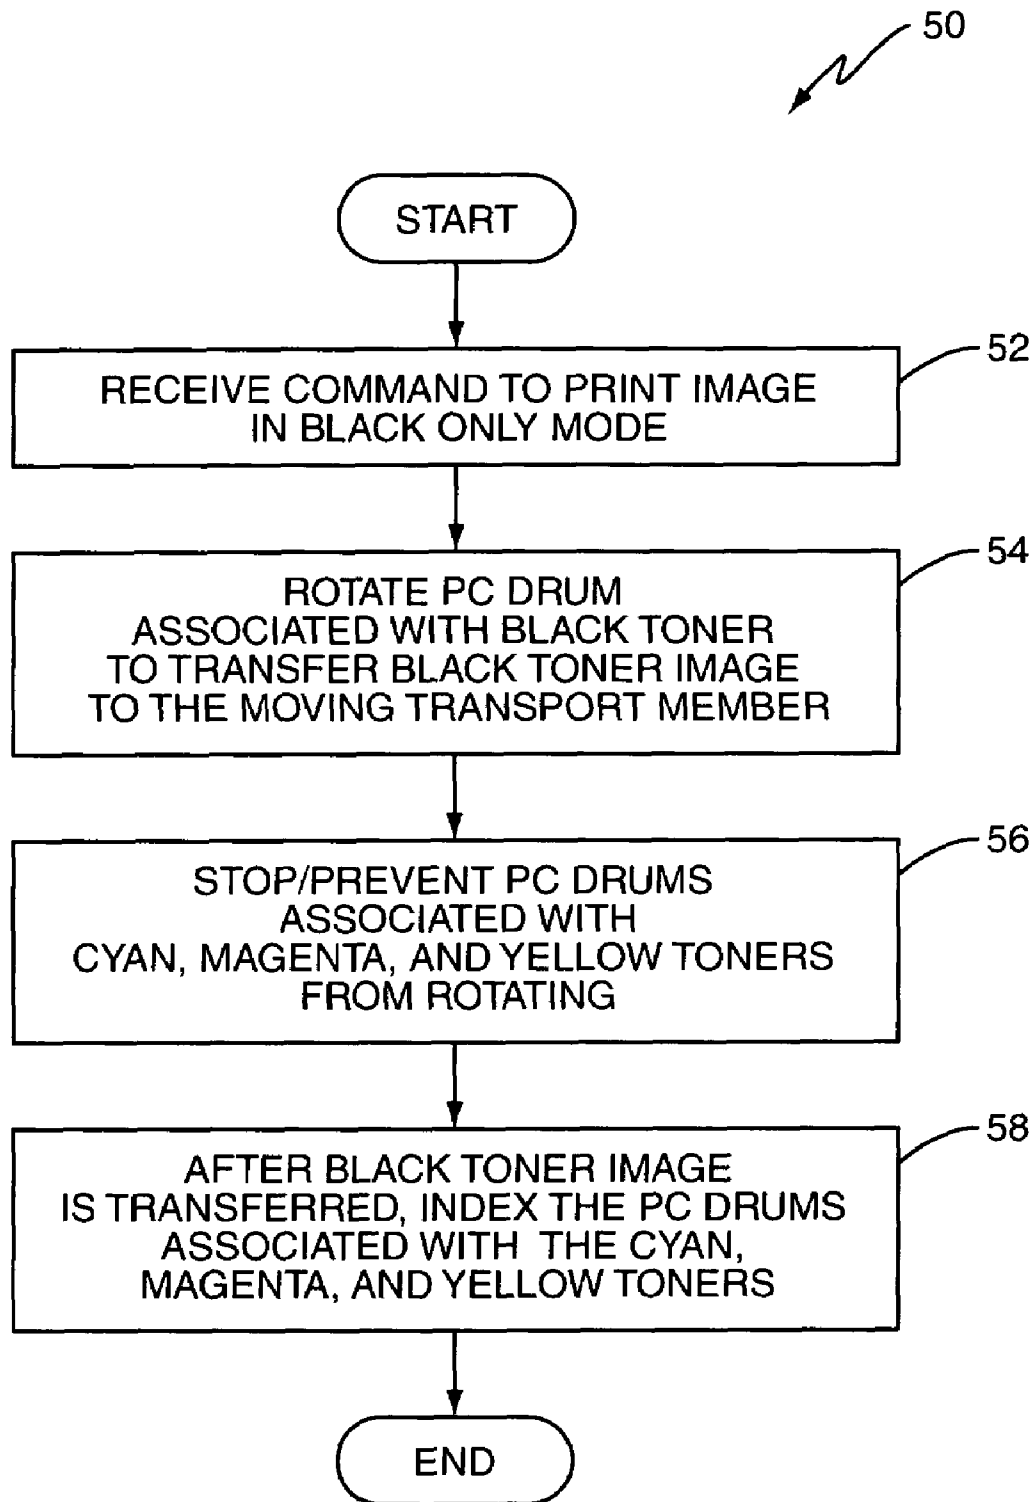 50
START
52
RECEIVE COMMAND TO PRINT IMAGE
IN BLACK ONLY MODE
54
ROTATE PC DRUM
ASSOCIATED WITH BLACK TONER
TO TRANSFER BLACK TONER IMAGE
TO THE MOVING TRANSPORT MEMBER
56
STOP/PREVENT PC DRUMS
ASSOCIATED WITH
CYAN, MAGENTA, AND YELLOW TONERS
FROM ROTATING
58
AFTER BLACK TONER IMAGE
IS TRANSFERRED, INDEX THE PC DRUMS
ASSOCIATED WITH THE CYAN,
MAGENTA, AND YELLOW TONERS
END